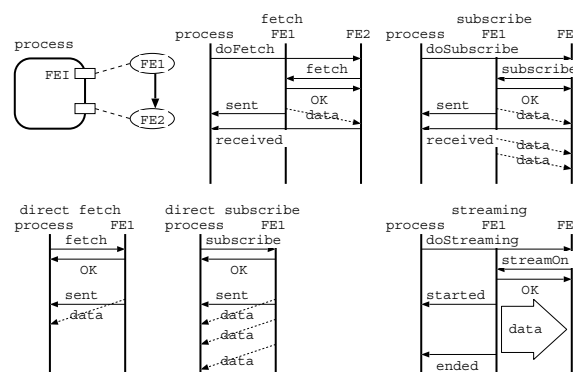 fetch
subscribe
process FE1 FE2
process FE1 FE
process
doFetch
doSubscribe
FEI
FE1
fetch
subscribe
OK
OK
sent
data
sent
data
FE2
received
received
data
data
direct fetch
direct subscribe
streaming
process FE1
process FE1
process FE1 FE
fetch
subscribe
doStreaming
OK
OK
streamOn
OK
sent
sent
started
data
data
data
data
data
ended